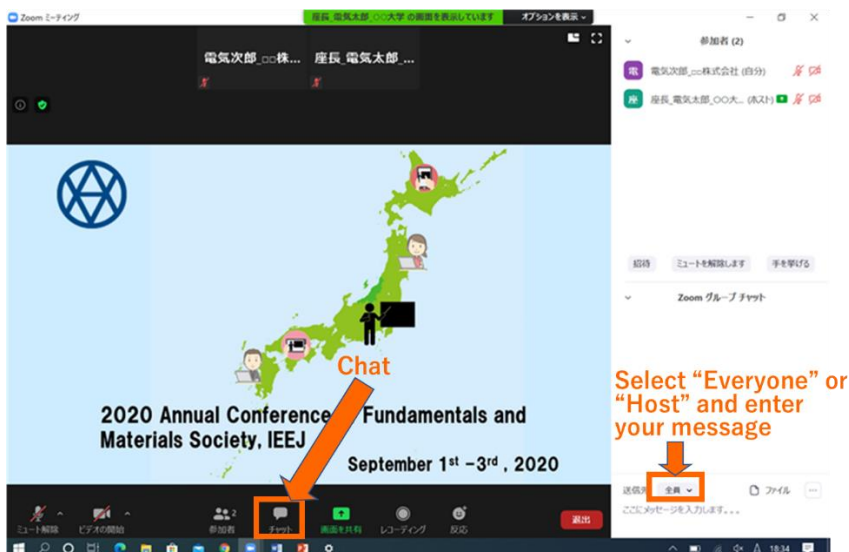 Zoom ミーティング
座長_電気太郎_○○大学 の画面を表示しています
オプションを表示
電気次郎_□□株...
座長_電気太郎_...
参加者 (2)
電
電気次郎_□□株式会社 (自分)
座
座長_電気太郎_○○大... (ホスト)
招待
ミュートを解除します
手を挙げる
Zoom グループ チャット
Chat
Select “Everyone” or
“Host” and enter
your message
2020 Annual Conference
Fundamentals and
Materials Society, IEEJ
September 1st –3rd , 2020
送信先
全員
ファイル
ここにメッセージを入力します。。。
ミュート解除
ビデオの開始
2
参加者
チャット
画面を共有
レコーディング
反応
退出
A
18:34